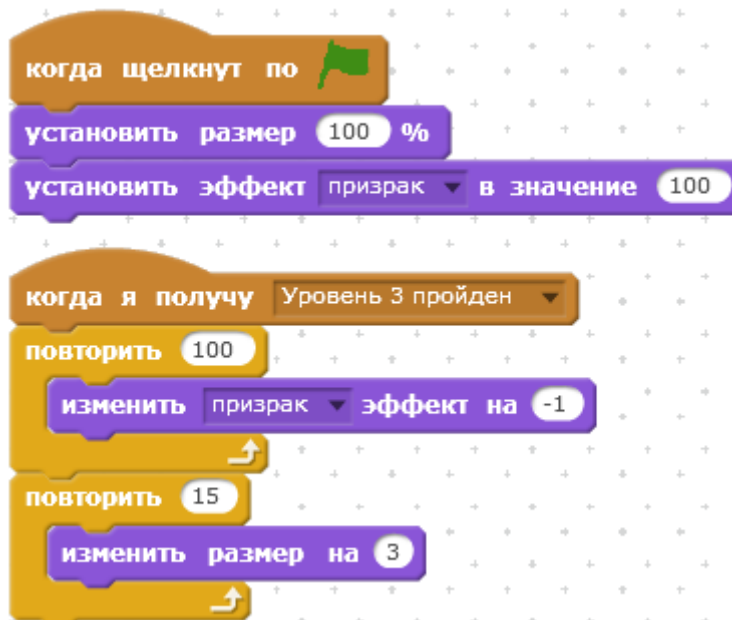 когда щелкнут по
установить размер 100 %
установить эффект призрак в значение 100
когда я получу Уровень 3 пройден
повторить 100
изменить призрак эффект на -1
повторить 15
изменить размер на 3